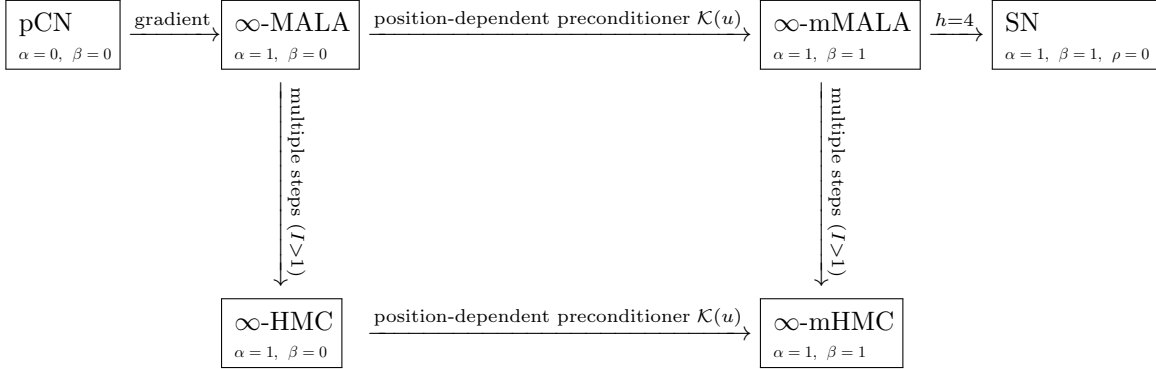 pCN
α=0, β=0
gradient
∞-MALA
α=1, β=0
position-dependent preconditioner 𝒦(u)
∞-mMALA
α=1, β=1
h=4
SN
α=1, β=1, ρ=0
multiple steps (I>1)
multiple steps (I>1)
∞-HMC
α=1, β=0
position-dependent preconditioner 𝒦(u)
∞-mHMC
α=1, β=1